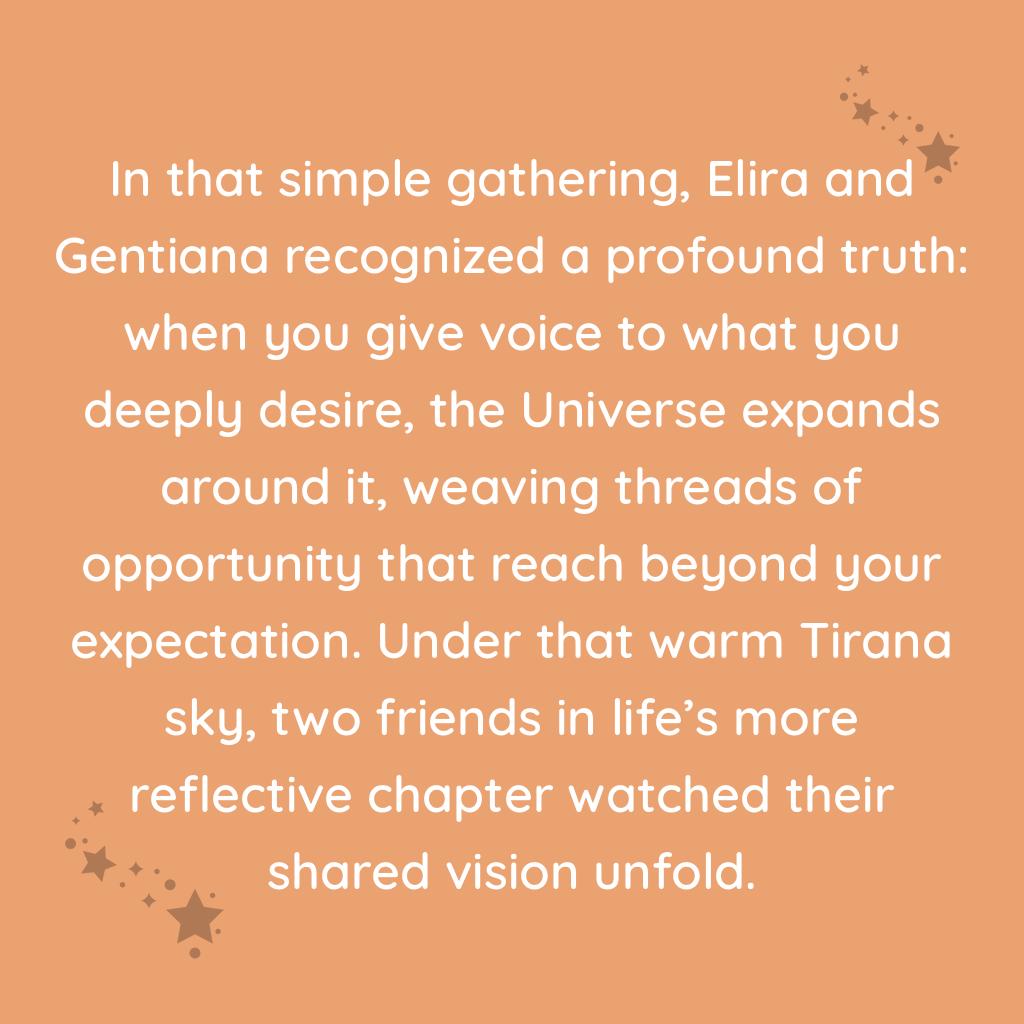 In that simple gathering, Elira and
Gentiana recognized a profound truth:
when you give voice to what you
deeply desire, the Universe expands
around it, weaving threads of
opportunity that reach beyond your
expectation. Under that warm Tirana
sky, two friends in life’s more
reflective chapter watched their
shared vision unfold.